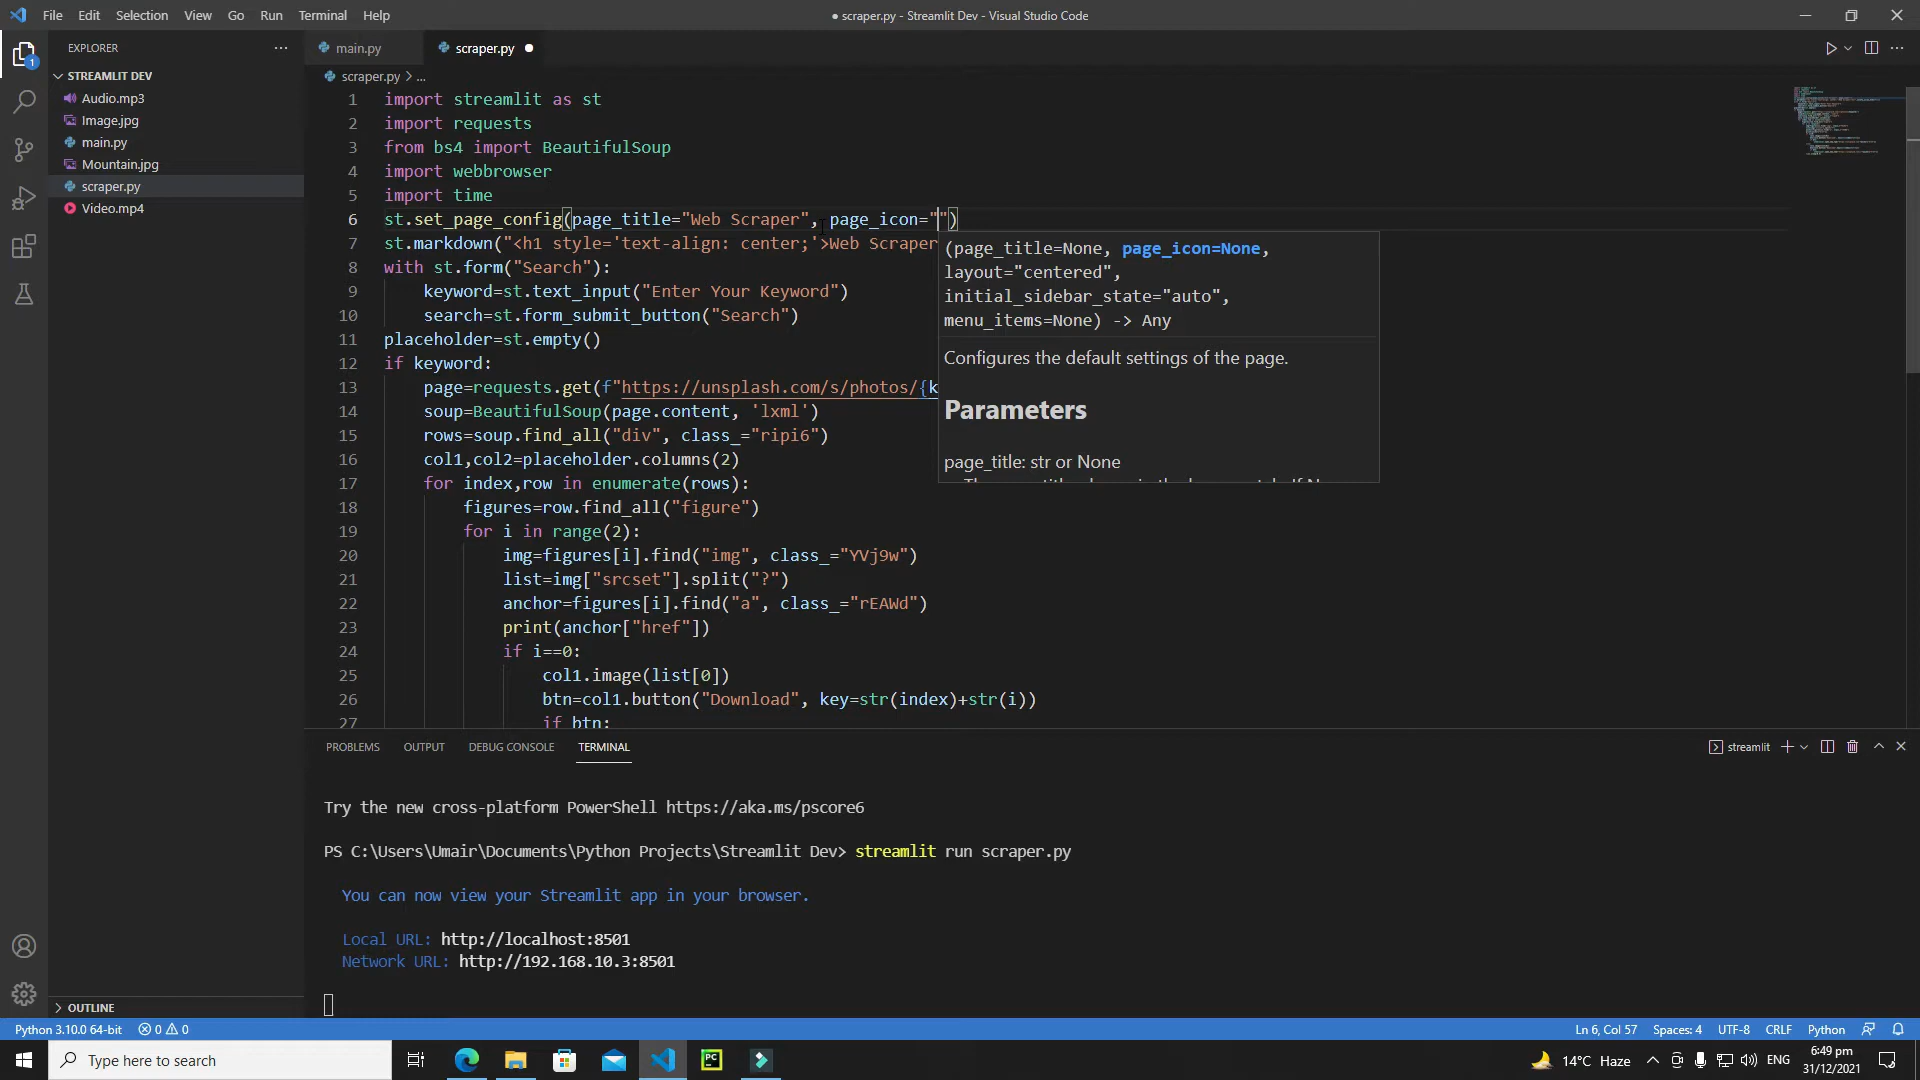 File Edit Selection View Go Run Terminal Help
● scraper.py - Streamlit Dev - Visual Studio Code
EXPLORER
STREAMLIT DEV
Audio.mp3
Image.jpg
main.py
Mountain.jpg
scraper.py
Video.mp4
OUTLINE
1
main.py scraper.py
scraper.py > ...
1 import streamlit as st
2 import requests
3 from bs4 import BeautifulSoup
4 import webbrowser
5 import time
6 st.set_page_config(page_title="Web Scraper", page_icon="")
7 st.markdown("<h1 style='text-align: center;'>Web Scraper
8 with st.form("Search"):
9 keyword=st.text_input("Enter Your Keyword")
10 search=st.form_submit_button("Search")
11 placeholder=st.empty()
12 if keyword:
13 page=requests.get(f"https://unsplash.com/s/photos/{k
14 soup=BeautifulSoup(page.content, 'lxml')
15 rows=soup.find_all("div", class_="ripi6")
16 col1,col2=placeholder.columns(2)
17 for index,row in enumerate(rows):
18 figures=row.find_all("figure")
19 for i in range(2):
20 img=figures[i].find("img", class_="YVj9w")
21 list=img["srcset"].split("?")
22 anchor=figures[i].find("a", class_="rEAWd")
23 print(anchor["href"])
24 if i==0:
25 col1.image(list[0])
26 btn=col1.button("Download", key=str(index)+str(i))
27 if btn:
(page_title=None, page_icon=None,
layout="centered",
initial_sidebar_state="auto",
menu_items=None) -> Any
Configures the default settings of the page.
Parameters
page_title: str or None
PROBLEMS OUTPUT DEBUG CONSOLE TERMINAL
streamlit
Try the new cross-platform PowerShell https://aka.ms/pscore6
PS C:\Users\Umair\Documents\Python Projects\Streamlit Dev> streamlit run scraper.py
You can now view your Streamlit app in your browser.
Local URL: http://localhost:8501
Network URL: http://192.168.10.3:8501
Python 3.10.0 64-bit 0 0
Ln 6, Col 57 Spaces: 4 UTF-8 CRLF Python
Type here to search
PC
14°C Haze
ENG
6:49 pm
31/12/2021